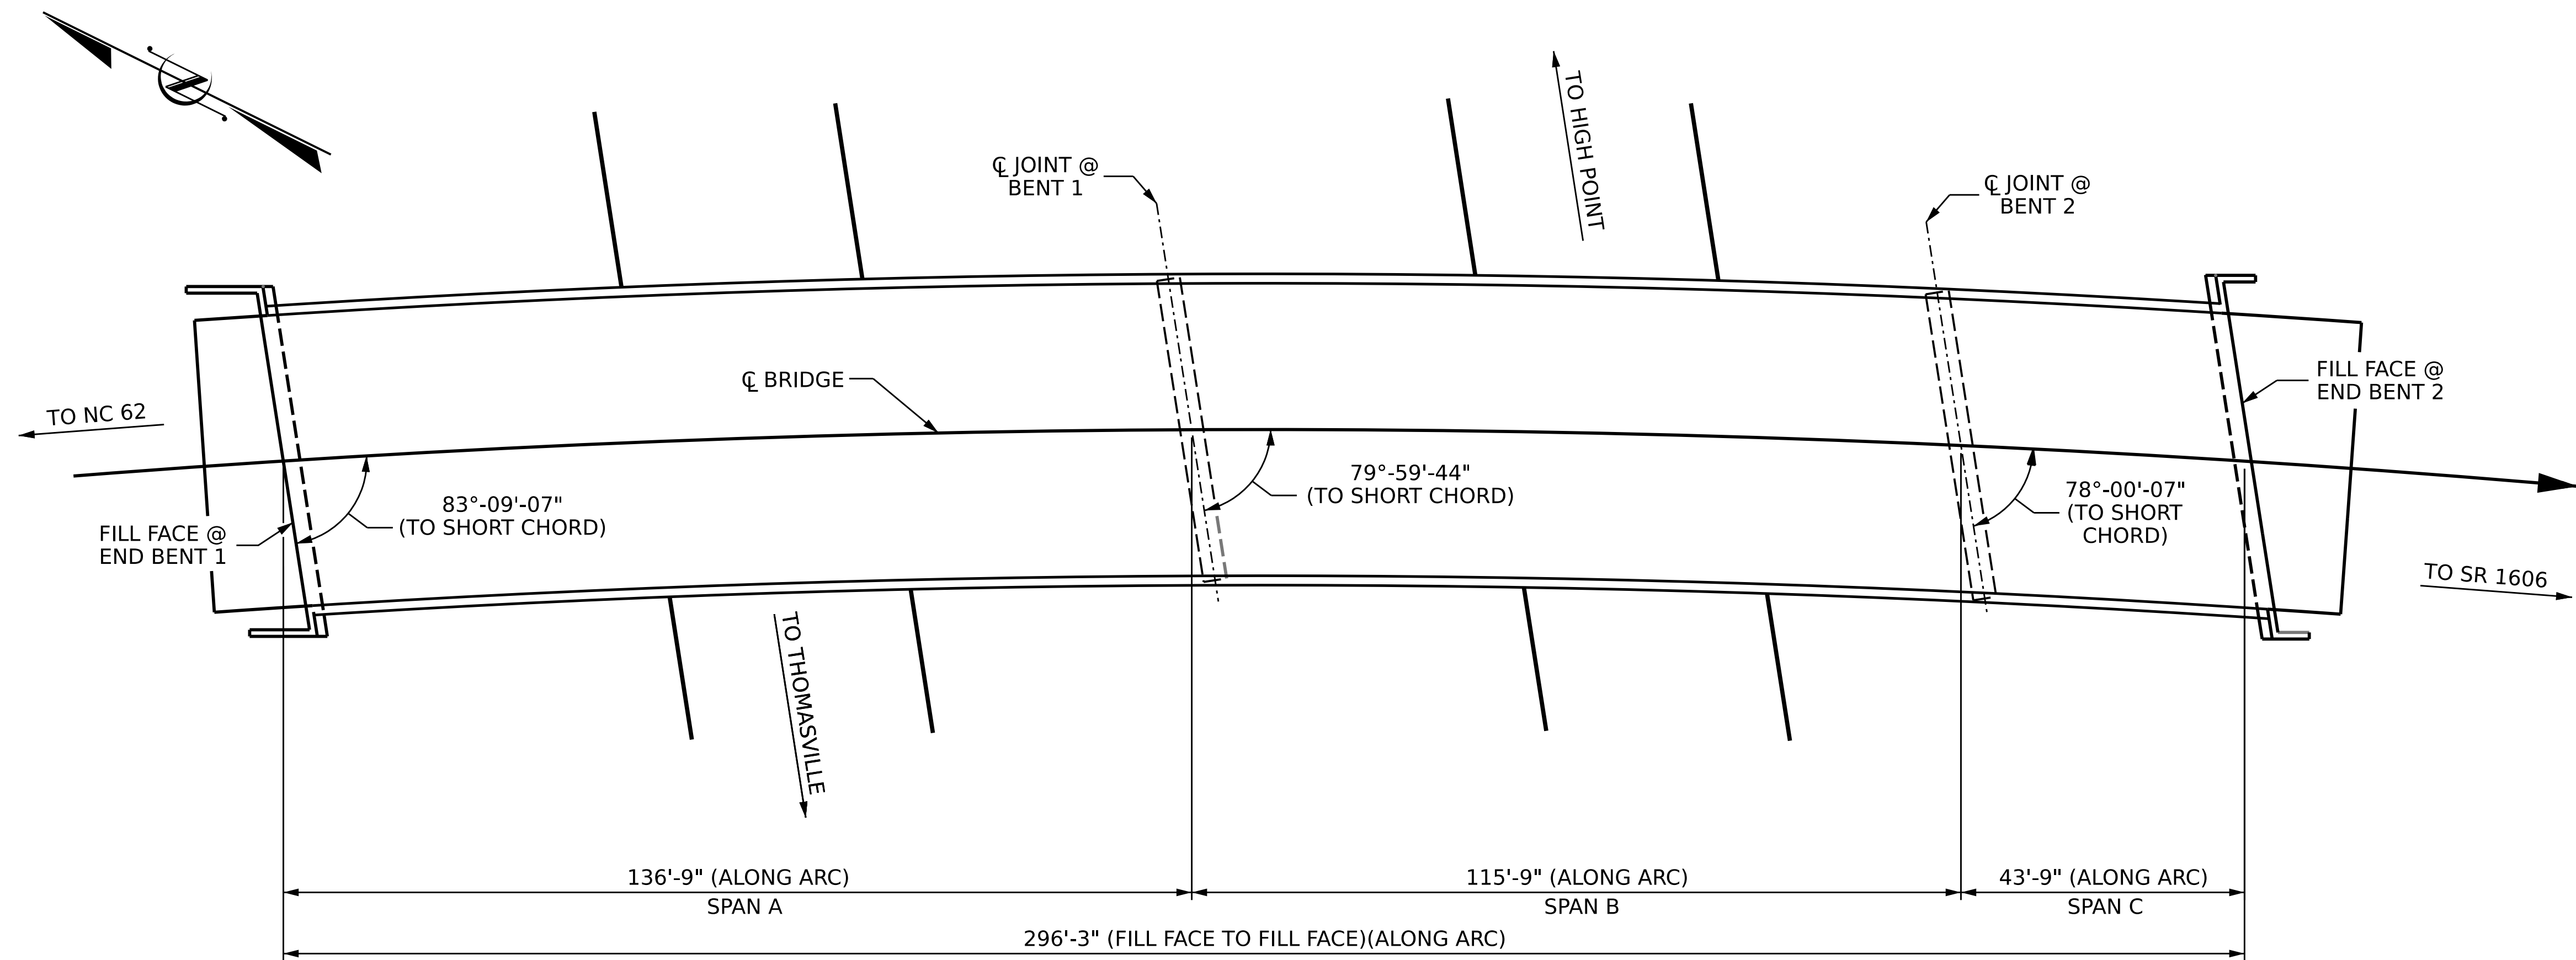 TO HIGH POINT
℄ JOINT @
BENT 1
℄ JOINT @
BENT 2
℄ BRIDGE
FILL FACE @
END BENT 2
TO NC 62
79°-59'-44"
(TO SHORT CHORD)
83°-09'-07"
(TO SHORT CHORD)
78°-00'-07"
(TO SHORT
CHORD)
FILL FACE @
END BENT 1
TO SR 1606
TO THOMASVILLE
136'-9" (ALONG ARC)
SPAN A
115'-9" (ALONG ARC)
SPAN B
43'-9" (ALONG ARC)
SPAN C
296'-3" (FILL FACE TO FILL FACE)(ALONG ARC)